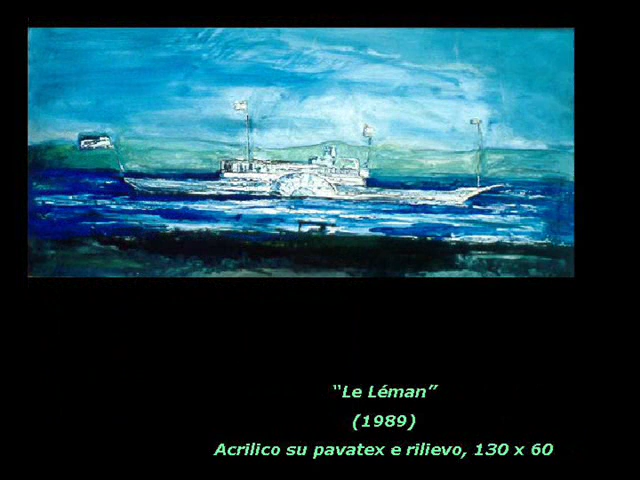 “Le Léman”
(1989)
Acrilico su pavatex e rilievo, 130 x 60